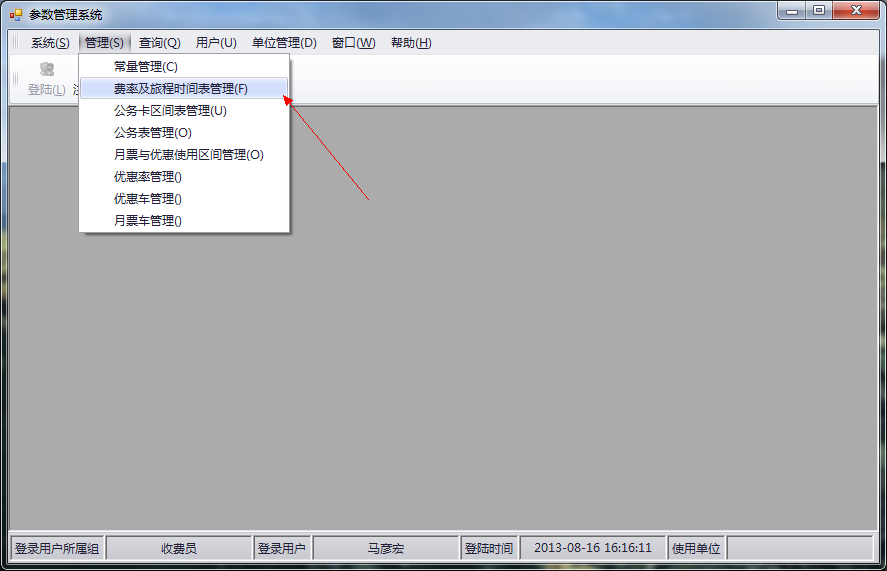 参数管理系统
系统(S) 管理(S) 查询(Q) 用户(U) 单位管理(D) 窗口(W) 帮助(H)
登陆(L)
常量管理(C)
费率及旅程时间表管理(F)
公务卡区间表管理(U)
公务表管理(O)
月票与优惠使用区间管理(O)
优惠率管理()
优惠车管理()
月票车管理()
登录用户所属组 收费员 登录用户 马彦宏 登陆时间 2013-08-16 16:16:11 使用单位